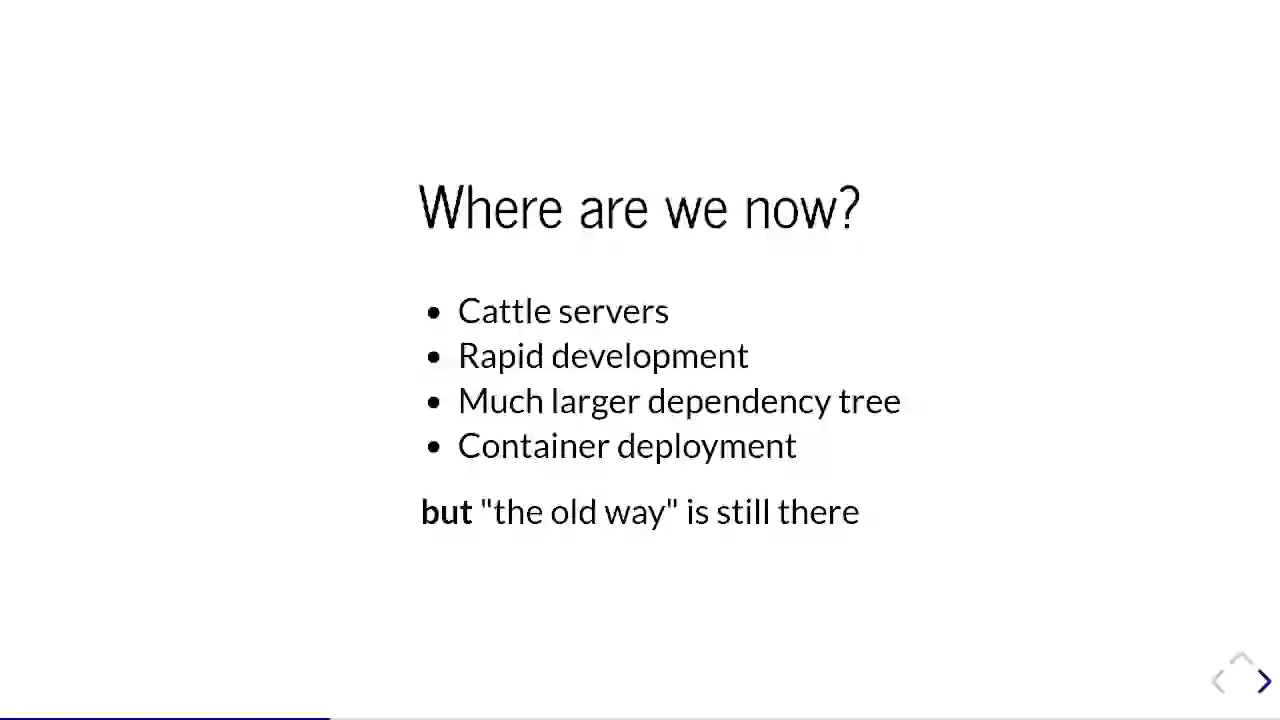 Where are we now?
• Cattle servers
• Rapid development
• Much larger dependency tree
• Container deployment
but "the old way" is still there